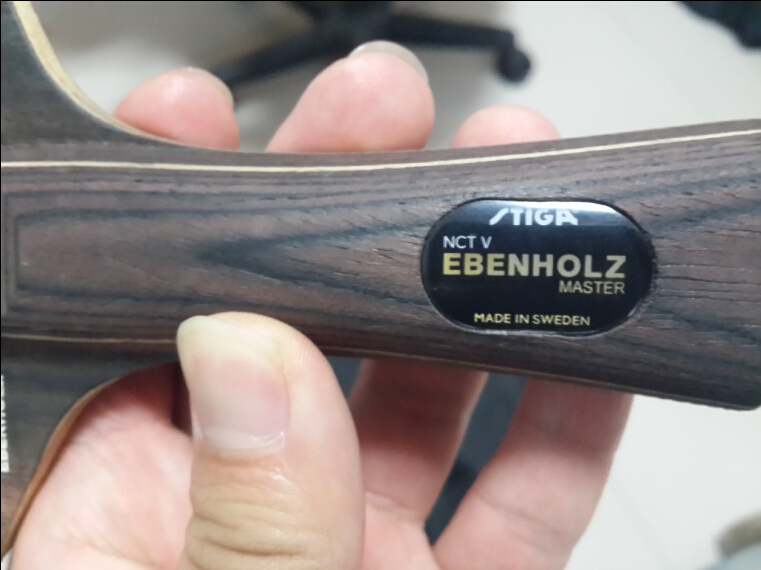 STIGA
NCT V
EBENHOLZ
MASTER
MADE IN SWEDEN